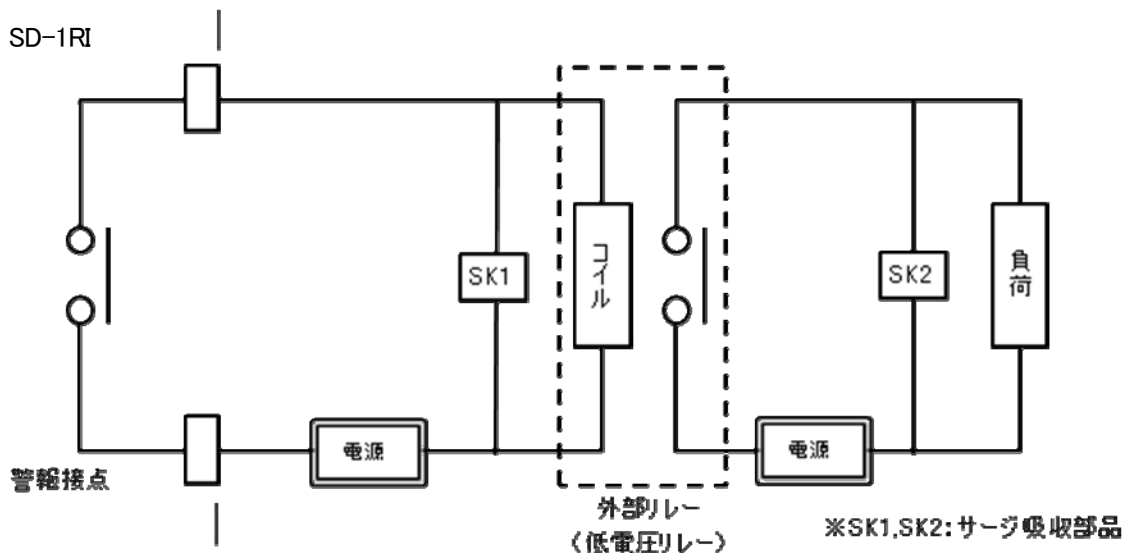 SD-1RI
SK1
コイル
SK2
負荷
電源
電源
警報接点
外部リレー
（低電圧リレー）
※SK1,SK2:サージ吸収部品